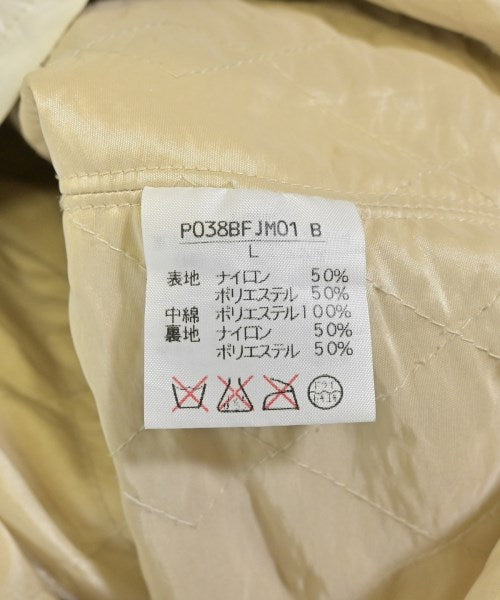 P038BFJM01 B
L
表地 ナイロン 50%
ポリエステル 50%
中綿 ポリエステル100%
裏地 ナイロン 50%
ポリエステル 50%